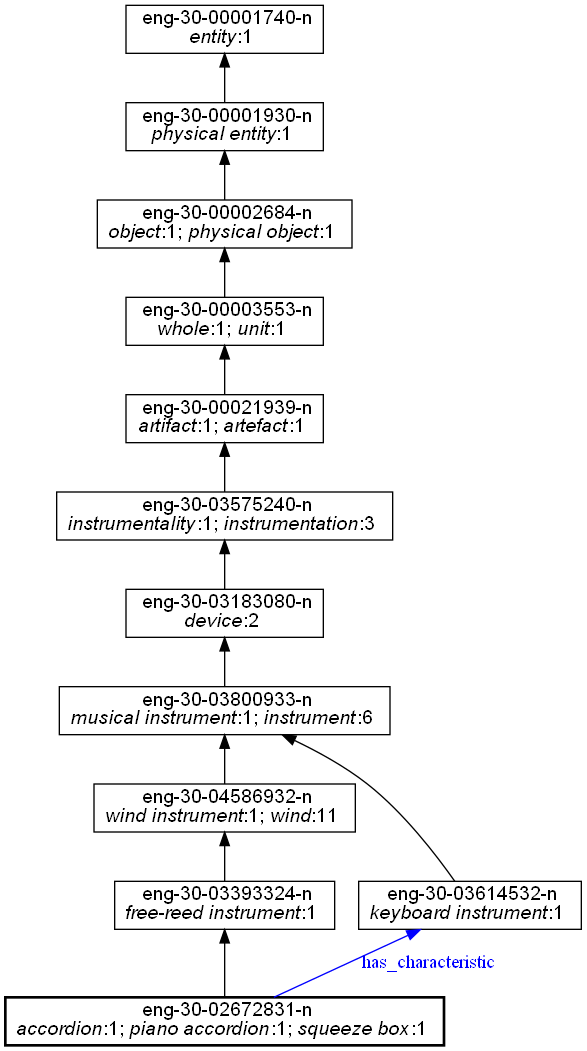 eng-30-00001740-n
entity:1
eng-30-00001930-n
physical entity:1
eng-30-00002684-n
object:1; physical object:1
eng-30-00003553-n
whole:1; unit:1
eng-30-00021939-n
artifact:1; artefact:1
eng-30-03575240-n
instrumentality:1; instrumentation:3
eng-30-03183080-n
device:2
eng-30-03800933-n
musical instrument:1; instrument:6
eng-30-04586932-n
wind instrument:1; wind:11
eng-30-03393324-n
free-reed instrument:1
eng-30-03614532-n
keyboard instrument:1
has_characteristic
eng-30-02672831-n
accordion:1; piano accordion:1; squeeze box:1